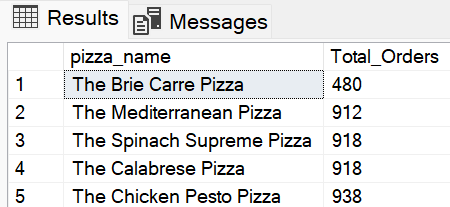 Results Messages
pizza_name Total_Orders
1 The Brie Carre Pizza 480
2 The Mediterranean Pizza 912
3 The Spinach Supreme Pizza 918
4 The Calabrese Pizza 918
5 The Chicken Pesto Pizza 938